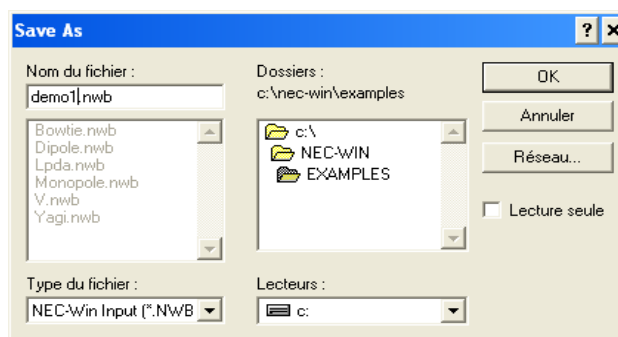 Save As
Nom du fichier :
demo1.nwb
Bowtie.nwb
Dipole.nwb
Lpda.nwb
Monopole.nwb
V.nwb
Yagi.nwb
Type du fichier :
NEC-Win Input (*.NWB
Dossiers :
c:\nec-win\examples
c:\
NEC-WIN
EXAMPLES
Lecteurs :
c:
OK
Annuler
Réseau...
Lecture seule